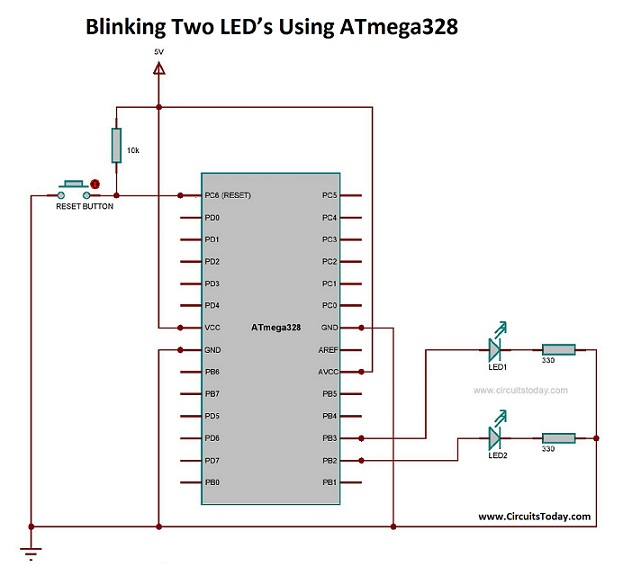 Blinking Two LED's Using ATmega328
5V
10k
RESET BUTTON
PC6 (RESET)
PD0
PD1
PD2
PD3
PD4
VCC
GND
PB6
PB7
PD5
PD6
PD7
PB0
ATmega328
PC5
PC4
PC3
PC2
PC1
PC0
GND
AREF
AVCC
PB5
PB4
PB3
PB2
PB1
LED1
330
www.circuitstoday.com
LED2
330
www.CircuitsToday.com